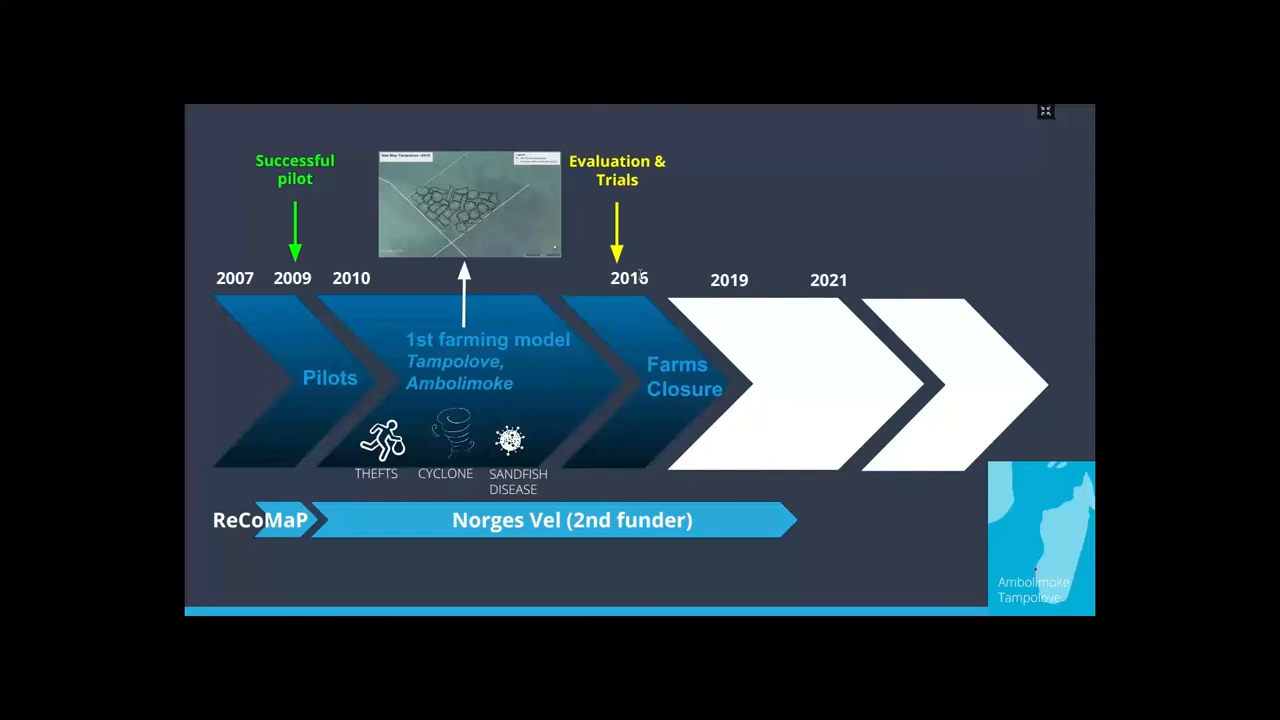 Successful
pilot
Evaluation &
Trials
2007
2009
2010
2019
2021
1st farming model
Tampolove,
Ambolimoke
Pilots
Farms
Closure
THEFTS
CYCLONE
SANDFISH
DISEASE
ReCoMaP
Norges Vel (2nd funder)
Ambolimoke
Tampolove